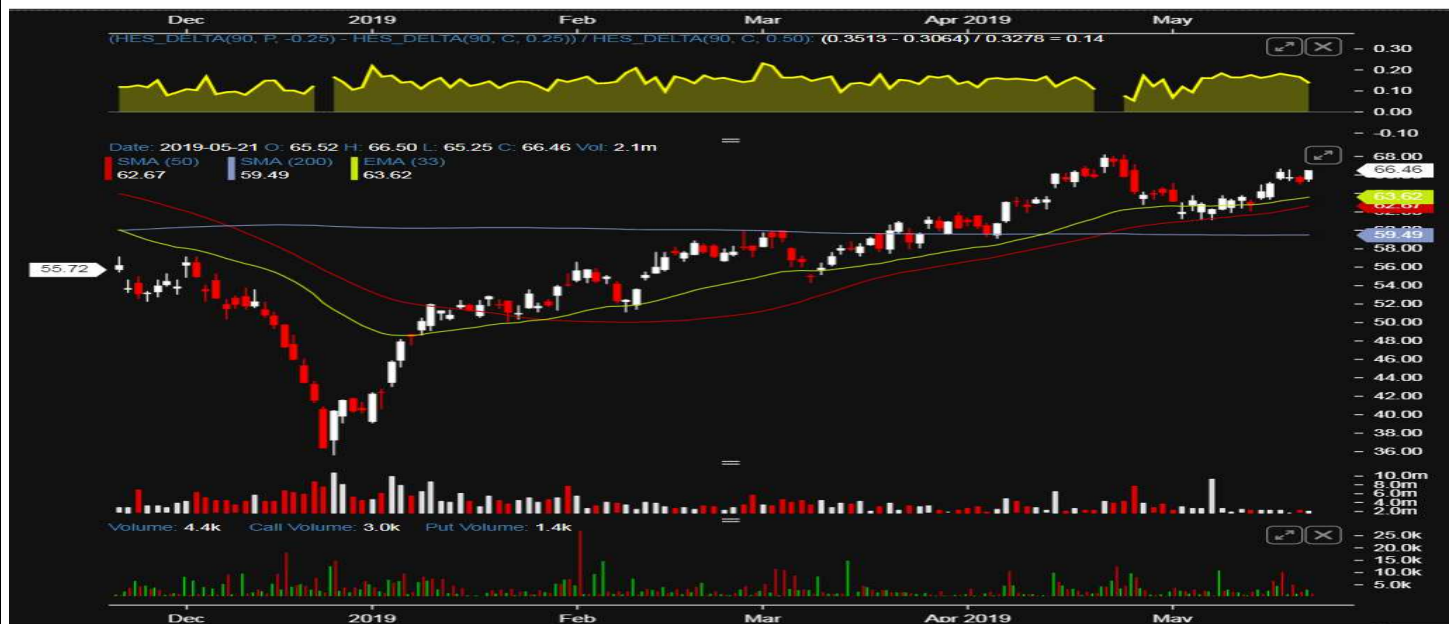 Dec 2019 Feb Mar Apr 2019 May
(HES_DELTA(90, P, -0.25) - HES_DELTA(90, C, 0.25)) / HES_DELTA(90, C, 0.50): (0.3513 - 0.3064) / 0.3278 = 0.14
0.30
0.20
0.10
0.00
-0.10
Date: 2019-05-21 O: 65.52 H: 66.50 L: 65.25 C: 66.46 Vol: 2.1m
SMA (50) SMA (200) EMA (33)
62.67 59.49 63.62
68.00
66.46
63.62
62.67
59.49
58.00
55.72
56.00
54.00
52.00
50.00
48.00
46.00
44.00
42.00
40.00
38.00
36.00
10.0m
8.0m
6.0m
4.0m
2.0m
Volume: 4.4k Call Volume: 3.0k Put Volume: 1.4k
25.0k
20.0k
15.0k
10.0k
5.0k
Dec 2019 Feb Mar Apr 2019 May